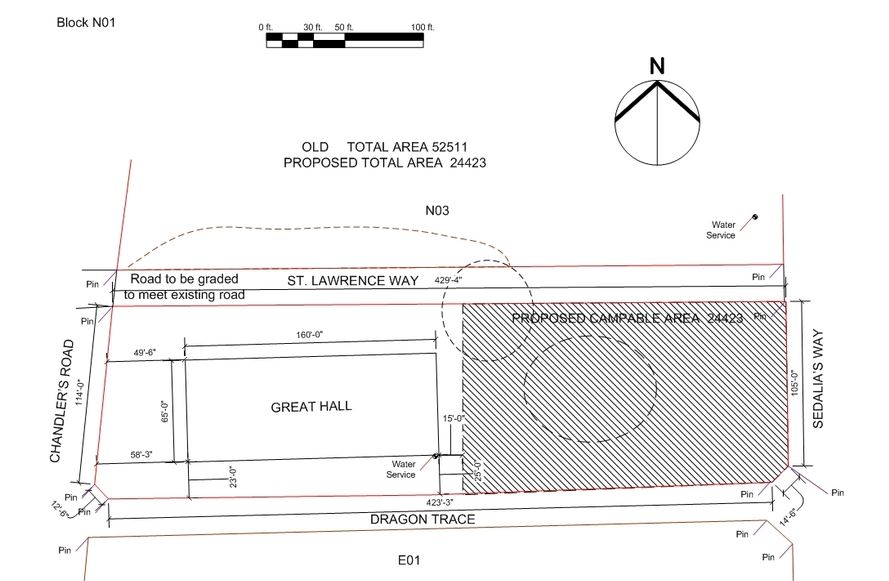 Block N01
0 ft.
30 ft.
50 ft.
100 ft.
N
OLD TOTAL AREA 52511
PROPOSED TOTAL AREA 24423
N03
Water
Service
Pin
Road to be graded
to meet existing road
ST. LAWRENCE WAY
429'-4"
Pin
Pin
PROPOSED CAMPABLE AREA 24423
Pin
160'-0"
49'-6"
CHANDLER'S ROAD
114'-0"
65'-0"
GREAT HALL
15'-0"
105'-0"
SEDALIA'S WAY
58'-3"
Water
Service
23'-0"
25'-0"
Pin
12'-6"
Pin
423'-3"
Pin
14'-6"
Pin
DRAGON TRACE
Pin
E01
Pin
Pin